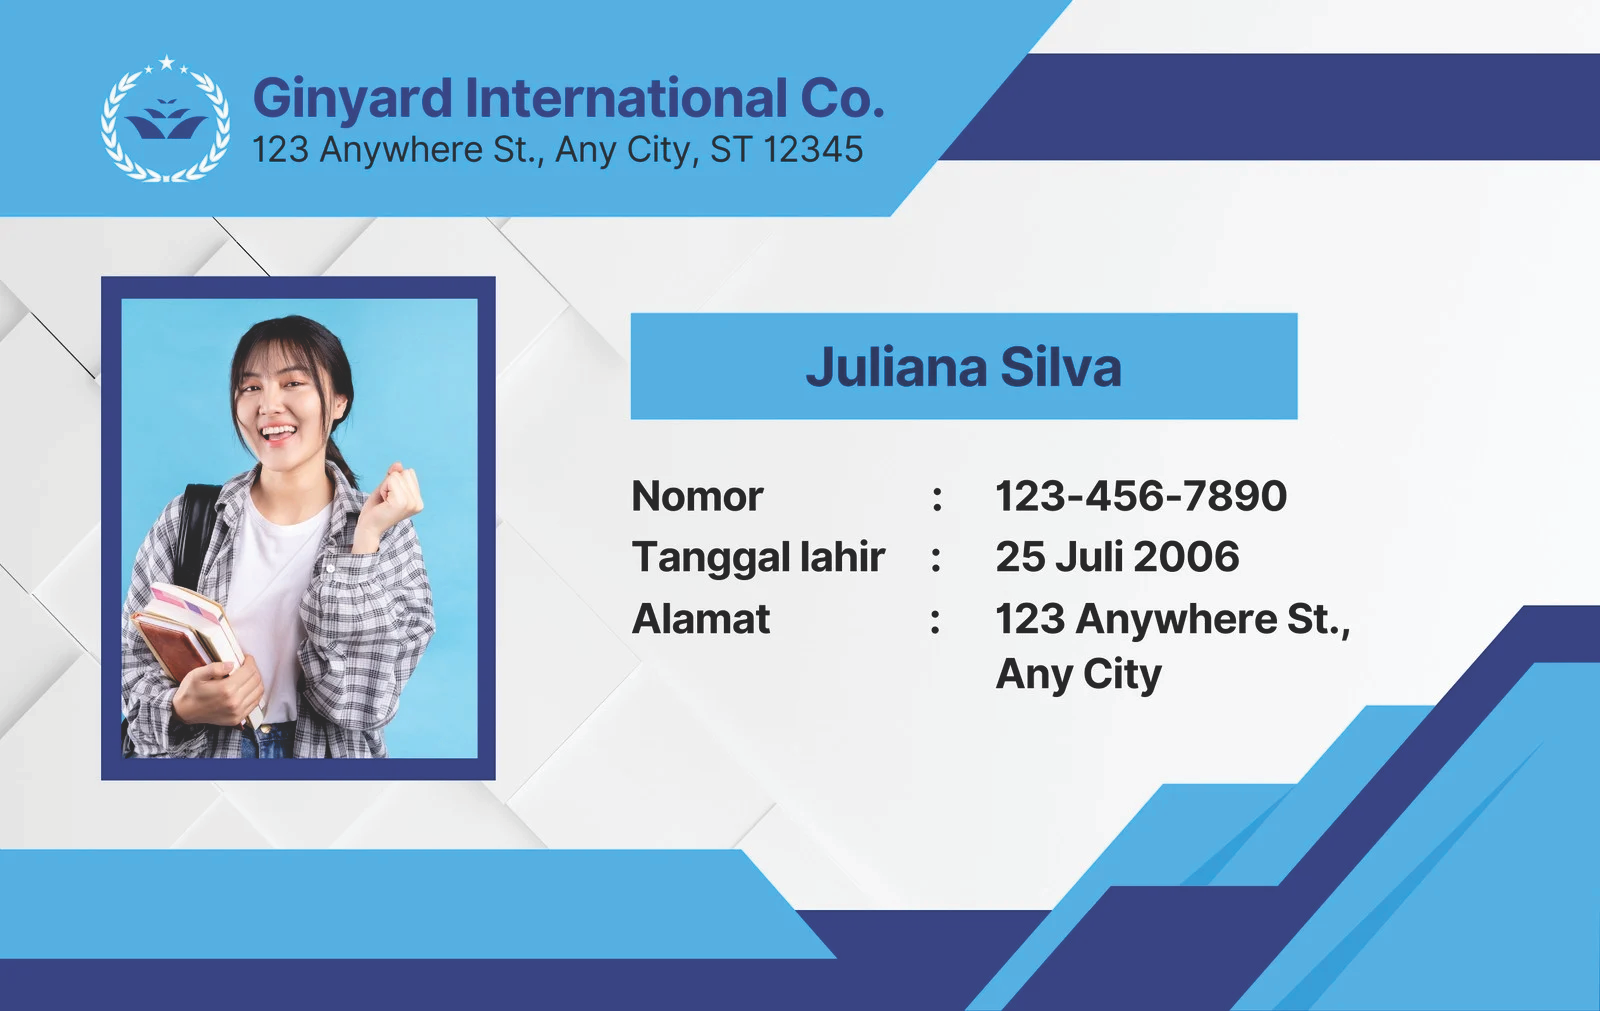 Ginyard International Co.
123 Anywhere St., Any City, ST 12345
Juliana Silva
Nomor : 123-456-7890
Tanggal lahir : 25 Juli 2006
Alamat : 123 Anywhere St.,
Any City